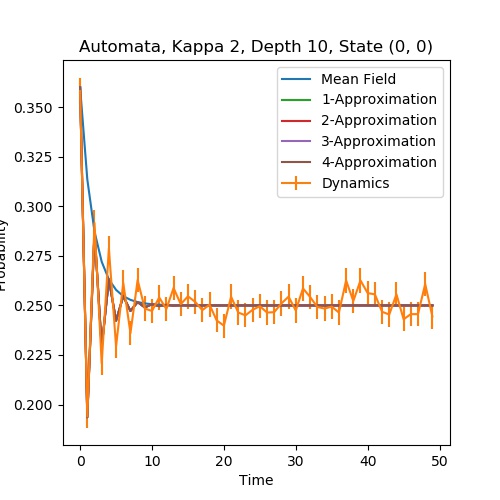 Automata, Kappa 2, Depth 10, State (0, 0)
Mean Field
1-Approximation
2-Approximation
3-Approximation
4-Approximation
Dynamics
0.350
0.325
0.300
0.275
0.250
0.225
0.200
Probability
0 10 20 30 40 50
Time